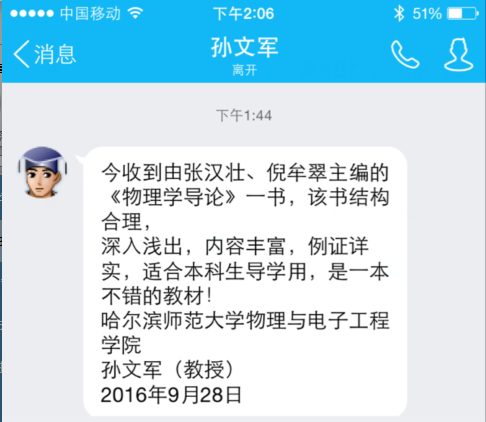 中国移动 下午2:06 51%
消息 孙文军
离开
下午1:44
今收到由张汉壮、倪牟翠主编的
《物理学导论》一书，该书结构
合理，
深入浅出，内容丰富，例证详
实，适合本科生导学用，是一本
不错的教材！
哈尔滨师范大学物理与电子工程
学院
孙文军（教授）
2016年9月28日